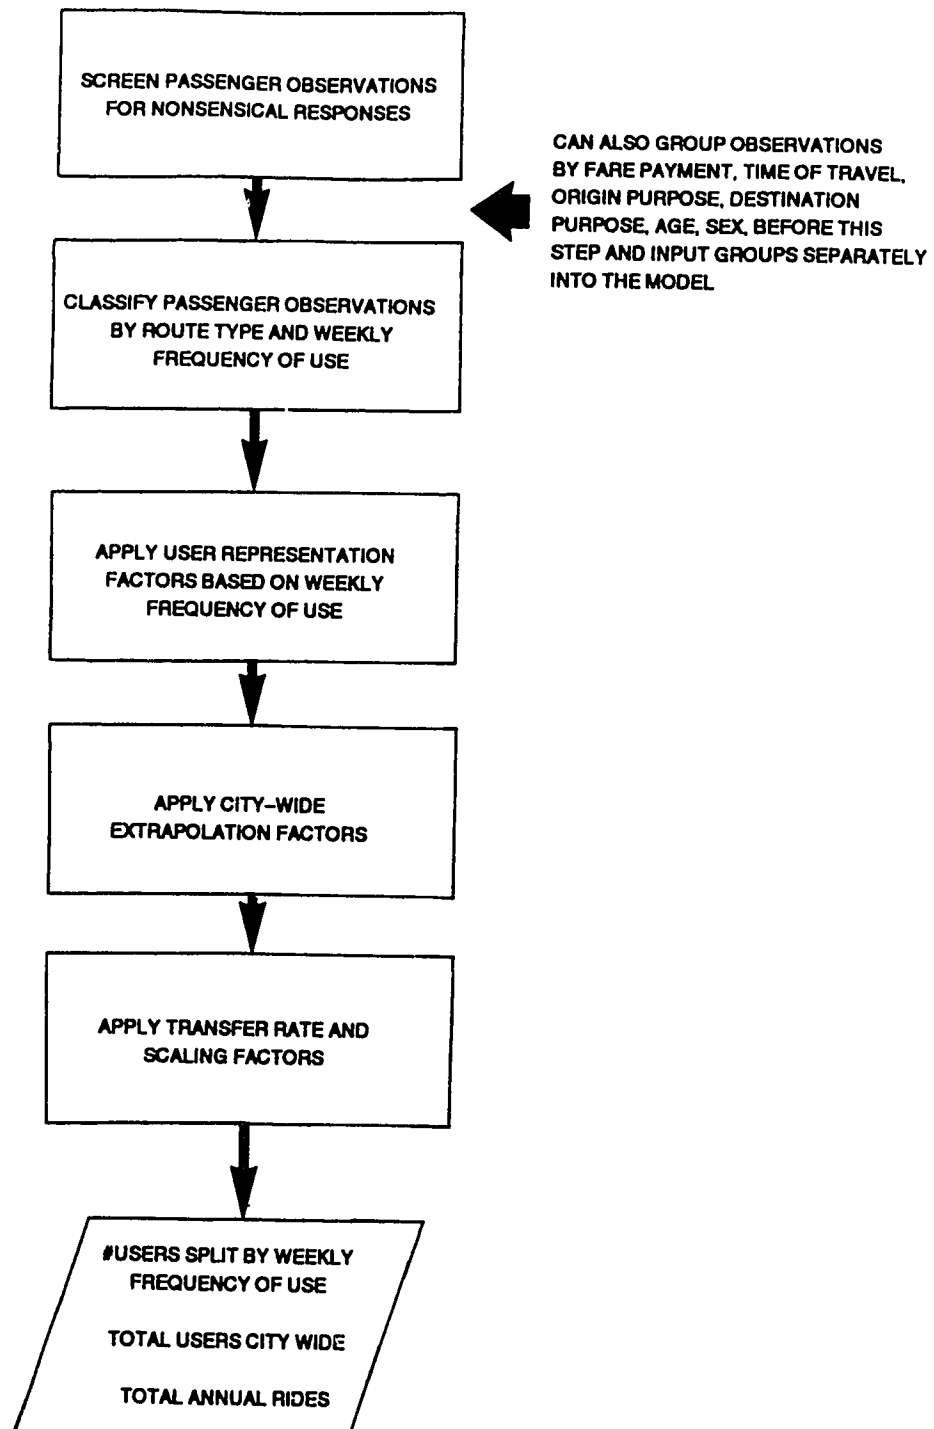 SCREEN PASSENGER OBSERVATIONS
FOR NONSENSICAL RESPONSES
CAN ALSO GROUP OBSERVATIONS
BY FARE PAYMENT, TIME OF TRAVEL,
ORIGIN PURPOSE, DESTINATION
PURPOSE, AGE, SEX, BEFORE THIS
STEP AND INPUT GROUPS SEPARATELY
INTO THE MODEL
CLASSIFY PASSENGER OBSERVATIONS
BY ROUTE TYPE AND WEEKLY
FREQUENCY OF USE
APPLY USER REPRESENTATION
FACTORS BASED ON WEEKLY
FREQUENCY OF USE
APPLY CITY-WIDE
EXTRAPOLATION FACTORS
APPLY TRANSFER RATE AND
SCALING FACTORS
#USERS SPLIT BY WEEKLY
FREQUENCY OF USE
TOTAL USERS CITY WIDE
TOTAL ANNUAL RIDES